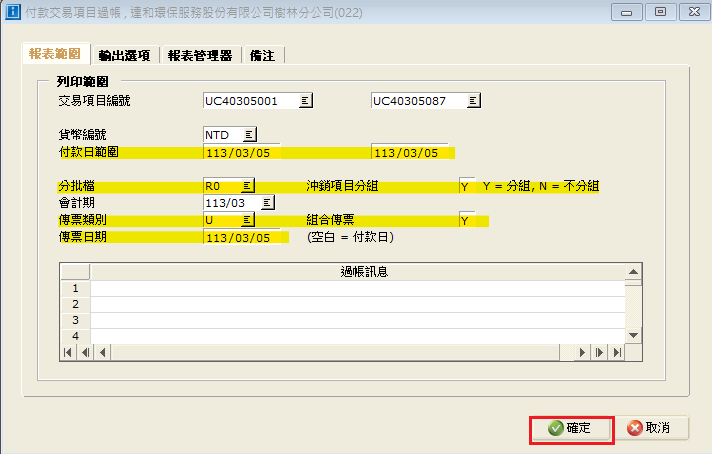 付款交易項目過帳 , 達和環保服務股份有限公司樹林分公司(022)
報表範圍 輸出選項 報表管理器 備注
列印範圍
交易項目編號 UC40305001 UC40305087
貨幣編號 NTD
付款日範圍 113/03/05 113/03/05
分批檔 R0 沖銷項目分組 Y Y = 分組, N = 不分組
會計期 113/03
傳票類別 U 組合傳票 Y
傳票日期 113/03/05 (空白 = 付款日)
過帳訊息
1
2
3
4
確定 取消